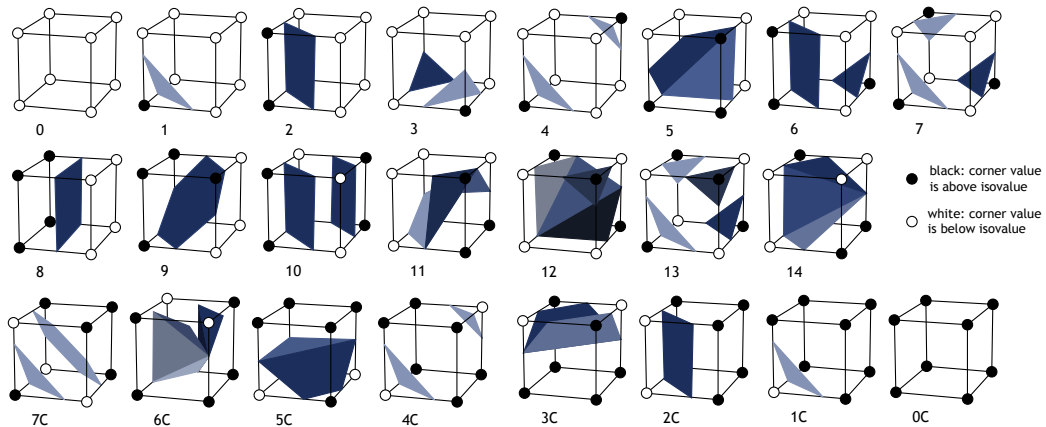 0
1
2
3
4
5
6
7
8
9
10
11
12
13
14
black: corner value
is above isovalue
white: corner value
is below isovalue
7C
6C
5C
4C
3C
2C
1C
0C